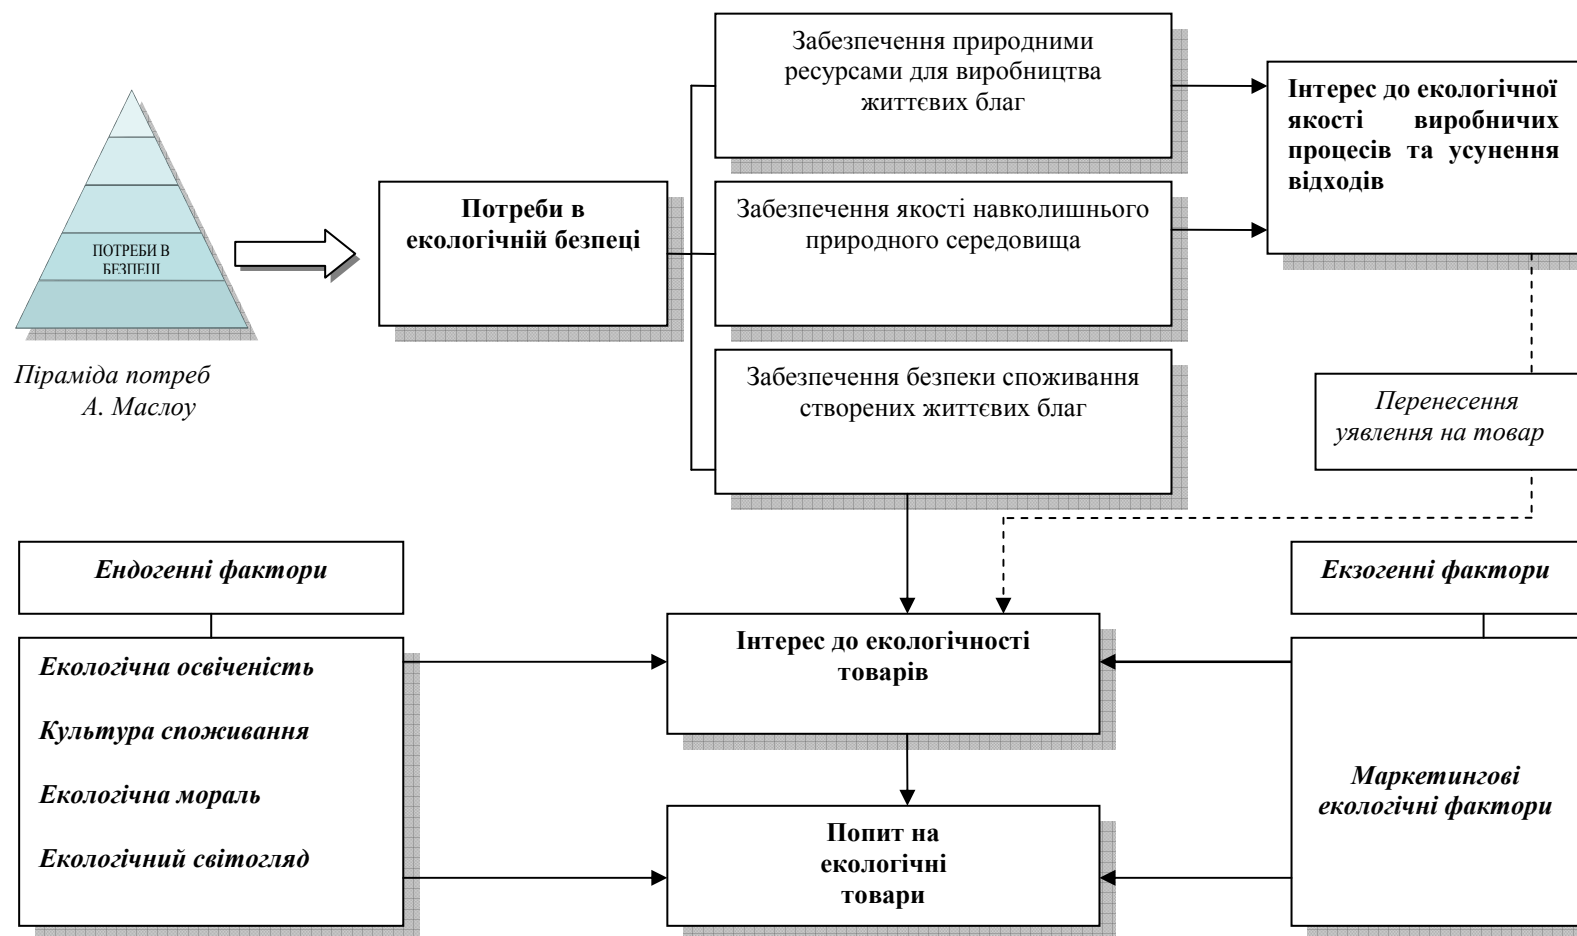 Забезпечення природними
ресурсами для виробництва
життєвих благ
Інтерес до екологічної
якості виробничих
процесів та усунення
відходів
ПОТРЕБИ В
БЕЗПЕЦІ
Потреби в
екологічній безпеці
Забезпечення якості навколишнього
природного середовища
Піраміда потреб
А. Маслоу
Забезпечення безпеки споживання
створених життєвих благ
Перенесення
уявлення на товар
Ендогенні фактори
Екзогенні фактори
Екологічна освіченість
Культура споживання
Екологічна мораль
Екологічний світогляд
Інтерес до екологічності
товарів
Маркетингові
екологічні фактори
Попит на
екологічні
товари